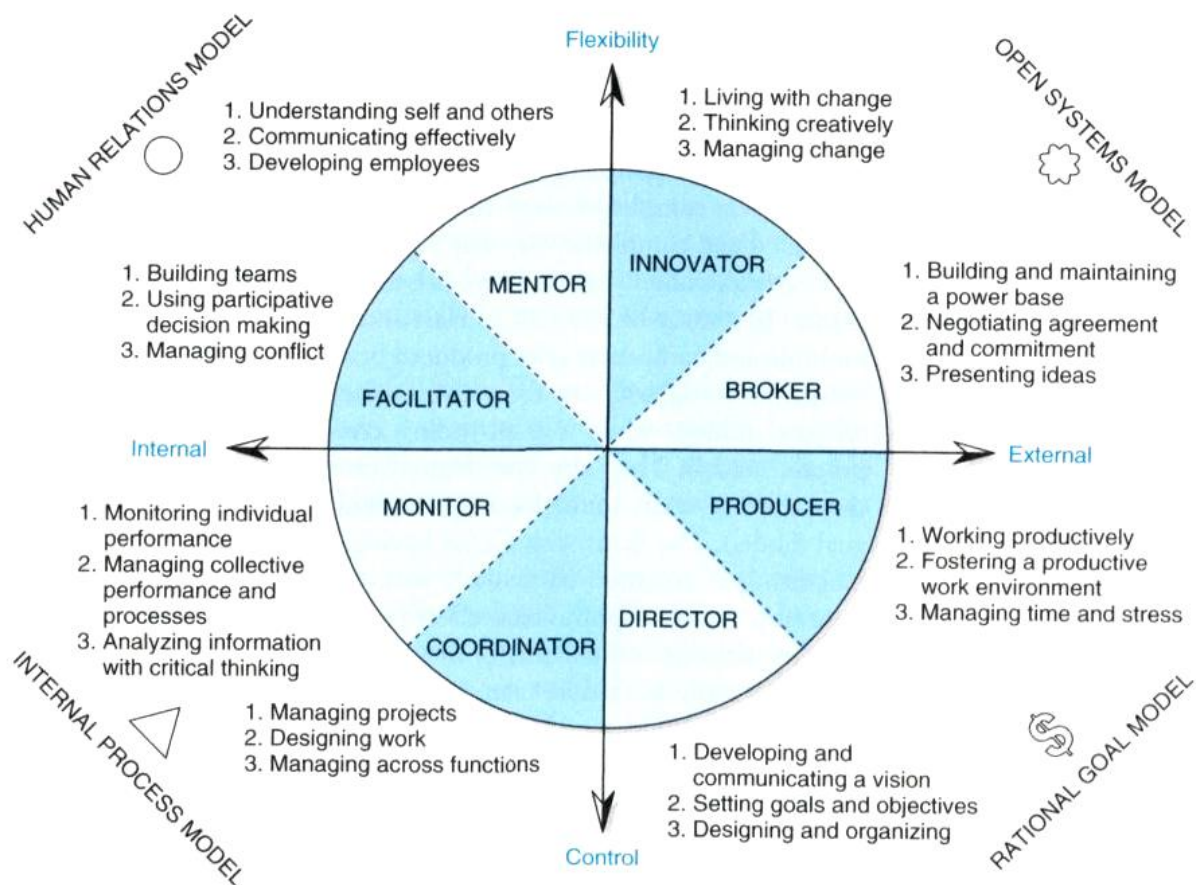 Flexibility
HUMAN RELATIONS MODEL
1. Understanding self and others
2. Communicating effectively
3. Developing employees
1. Living with change
2. Thinking creatively
3. Managing change
OPEN SYSTEMS MODEL
1. Building teams
2. Using participative
decision making
3. Managing conflict
MENTOR
INNOVATOR
1. Building and maintaining
a power base
2. Negotiating agreement
and commitment
3. Presenting ideas
FACILITATOR
BROKER
Internal
External
MONITOR
PRODUCER
1. Monitoring individual
performance
2. Managing collective
performance and
processes
3. Analyzing information
with critical thinking
1. Working productively
2. Fostering a productive
work environment
3. Managing time and stress
COORDINATOR
DIRECTOR
INTERNAL PROCESS MODEL
1. Managing projects
2. Designing work
3. Managing across functions
1. Developing and
communicating a vision
2. Setting goals and objectives
3. Designing and organizing
$
RATIONAL GOAL MODEL
Control